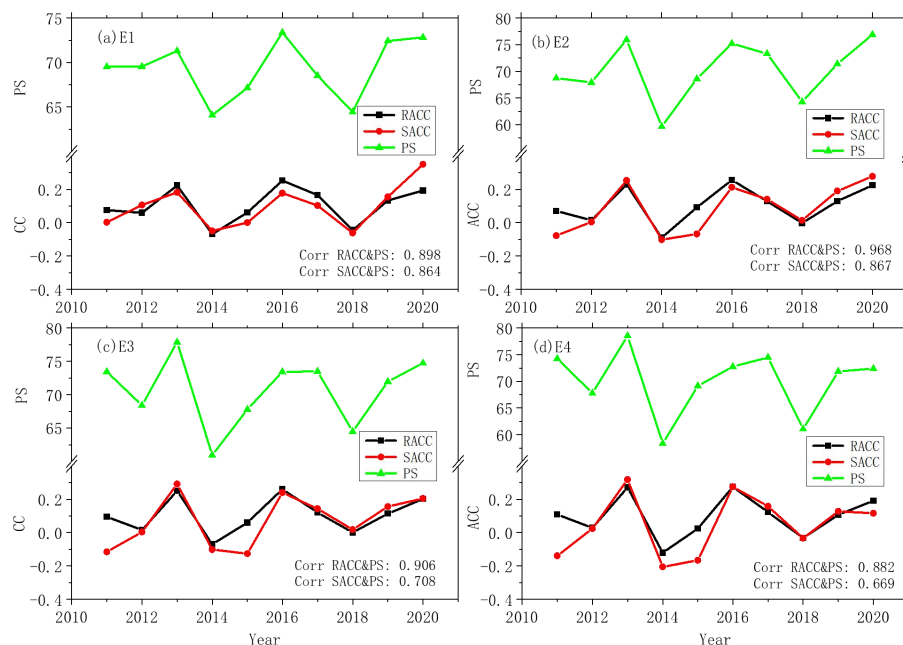 (a)E1
PS
75
70
65
RACC
SACC
PS
CC
0.2
0.0
-0.2
-0.4
Corr RACC&PS: 0.898
Corr SACC&PS: 0.864
2010 2012 2014 2016 2018 2020
(b)E2
PS
80
75
70
65
60
RACC
SACC
PS
ACC
0.2
0.0
-0.2
-0.4
Corr RACC&PS: 0.968
Corr SACC&PS: 0.867
2010 2012 2014 2016 2018 2020
(c)E3
PS
80
75
70
65
RACC
SACC
PS
CC
0.2
0.0
-0.2
-0.4
Corr RACC&PS: 0.906
Corr SACC&PS: 0.708
2010 2012 2014 2016 2018 2020
Year
(d)E4
PS
80
75
70
65
60
RACC
SACC
PS
ACC
0.2
0.0
-0.2
-0.4
Corr RACC&PS: 0.882
Corr SACC&PS: 0.669
2010 2012 2014 2016 2018 2020
Year